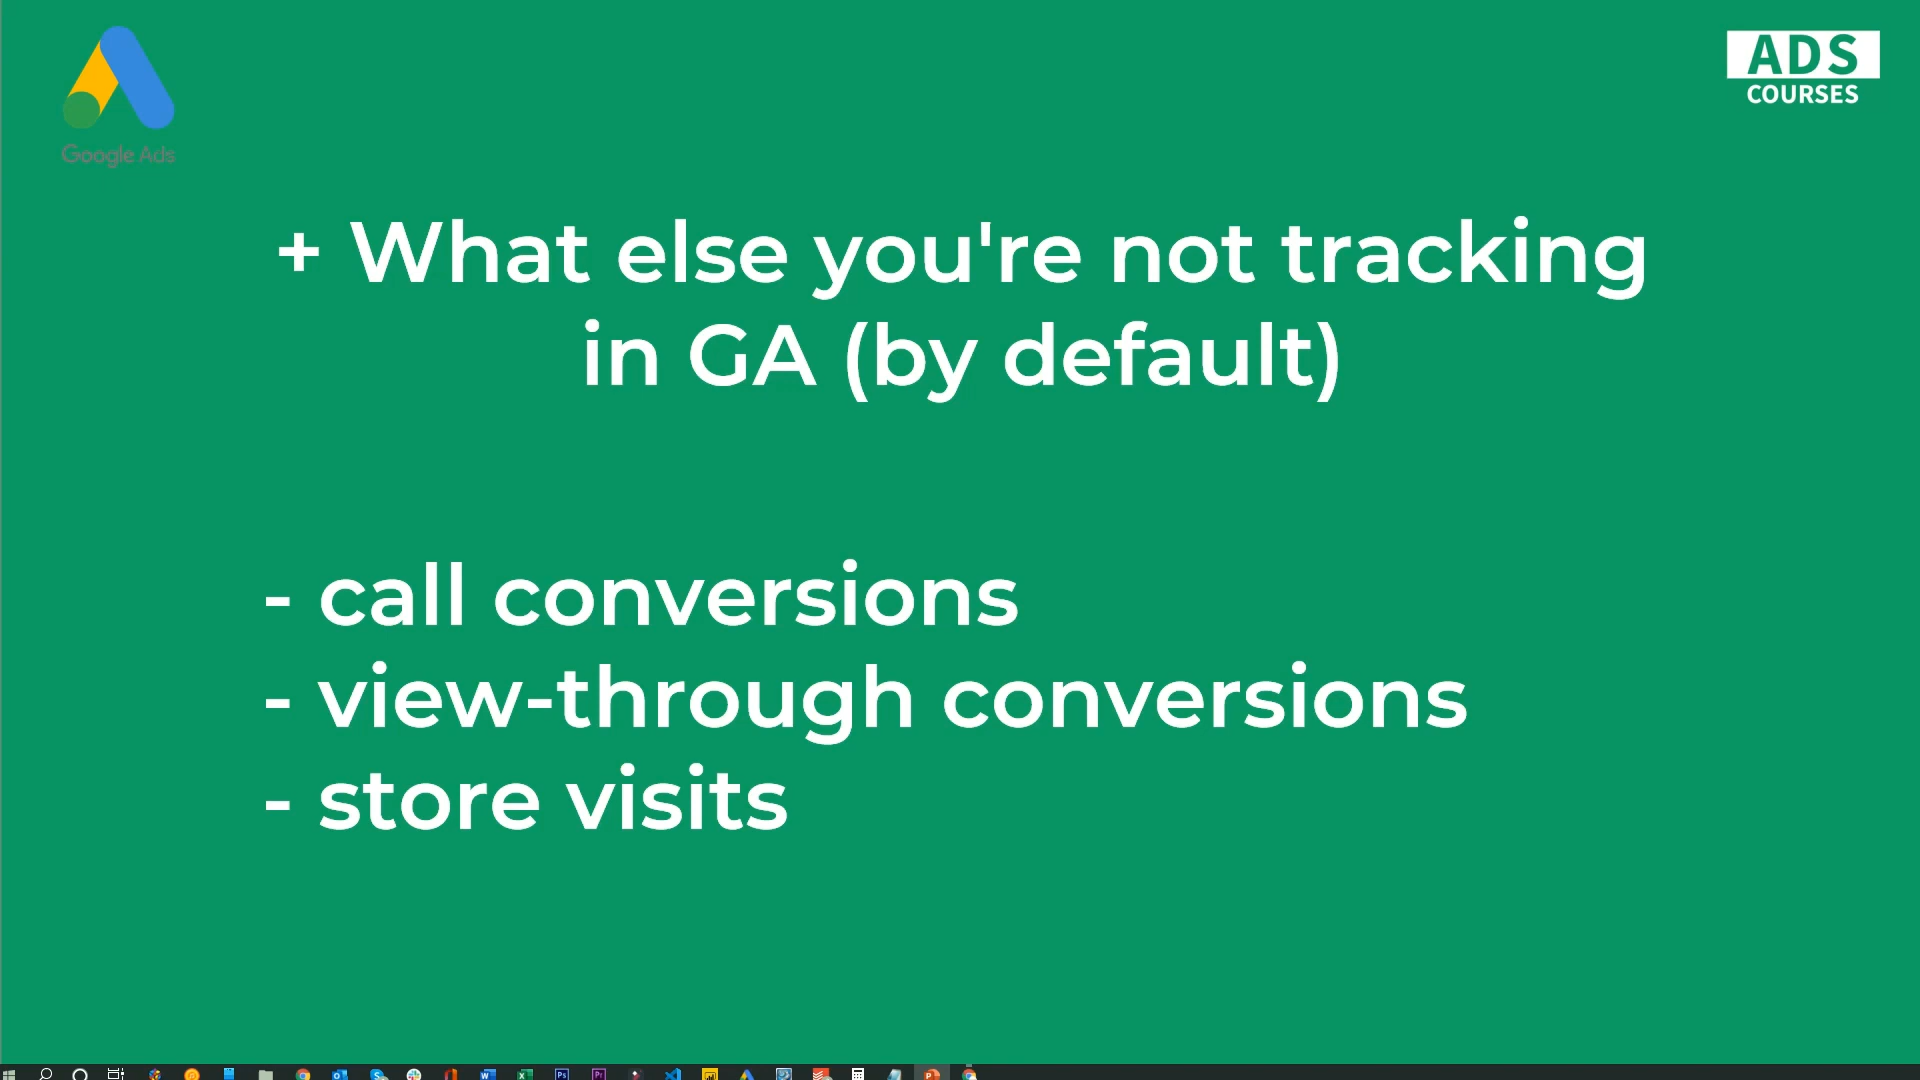 Google Ads
ADS
COURSES
+ What else you're not tracking
in GA (by default)
- call conversions
- view-through conversions
- store visits